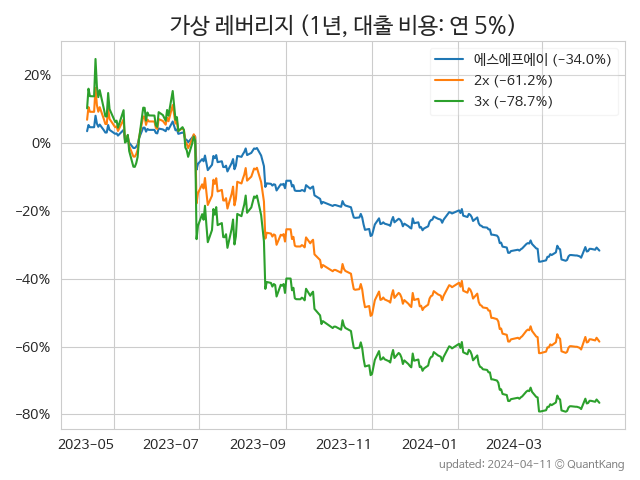 가상 레버리지 (1년, 대출 비용: 연 5%)
에스에프에이 (−34.0%)
2x (−61.2%)
3x (−78.7%)
20%
0%
−20%
−40%
−60%
−80%
2023-05 2023-07 2023-09 2023-11 2024-01 2024-03
updated: 2024-04-11 © QuantKang